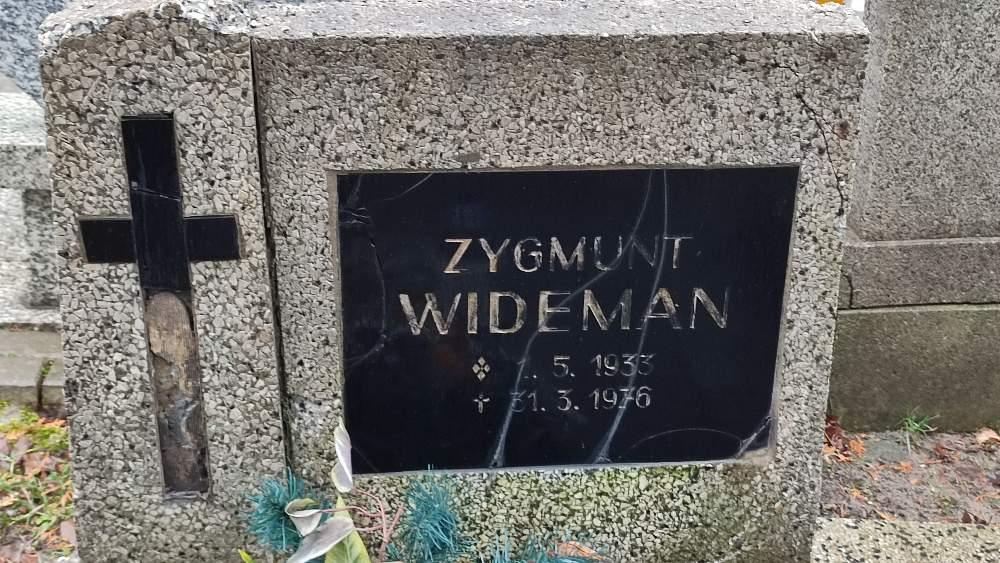 ZYGMUNT
WIDEMAN
5. 1933
31. 3. 1976